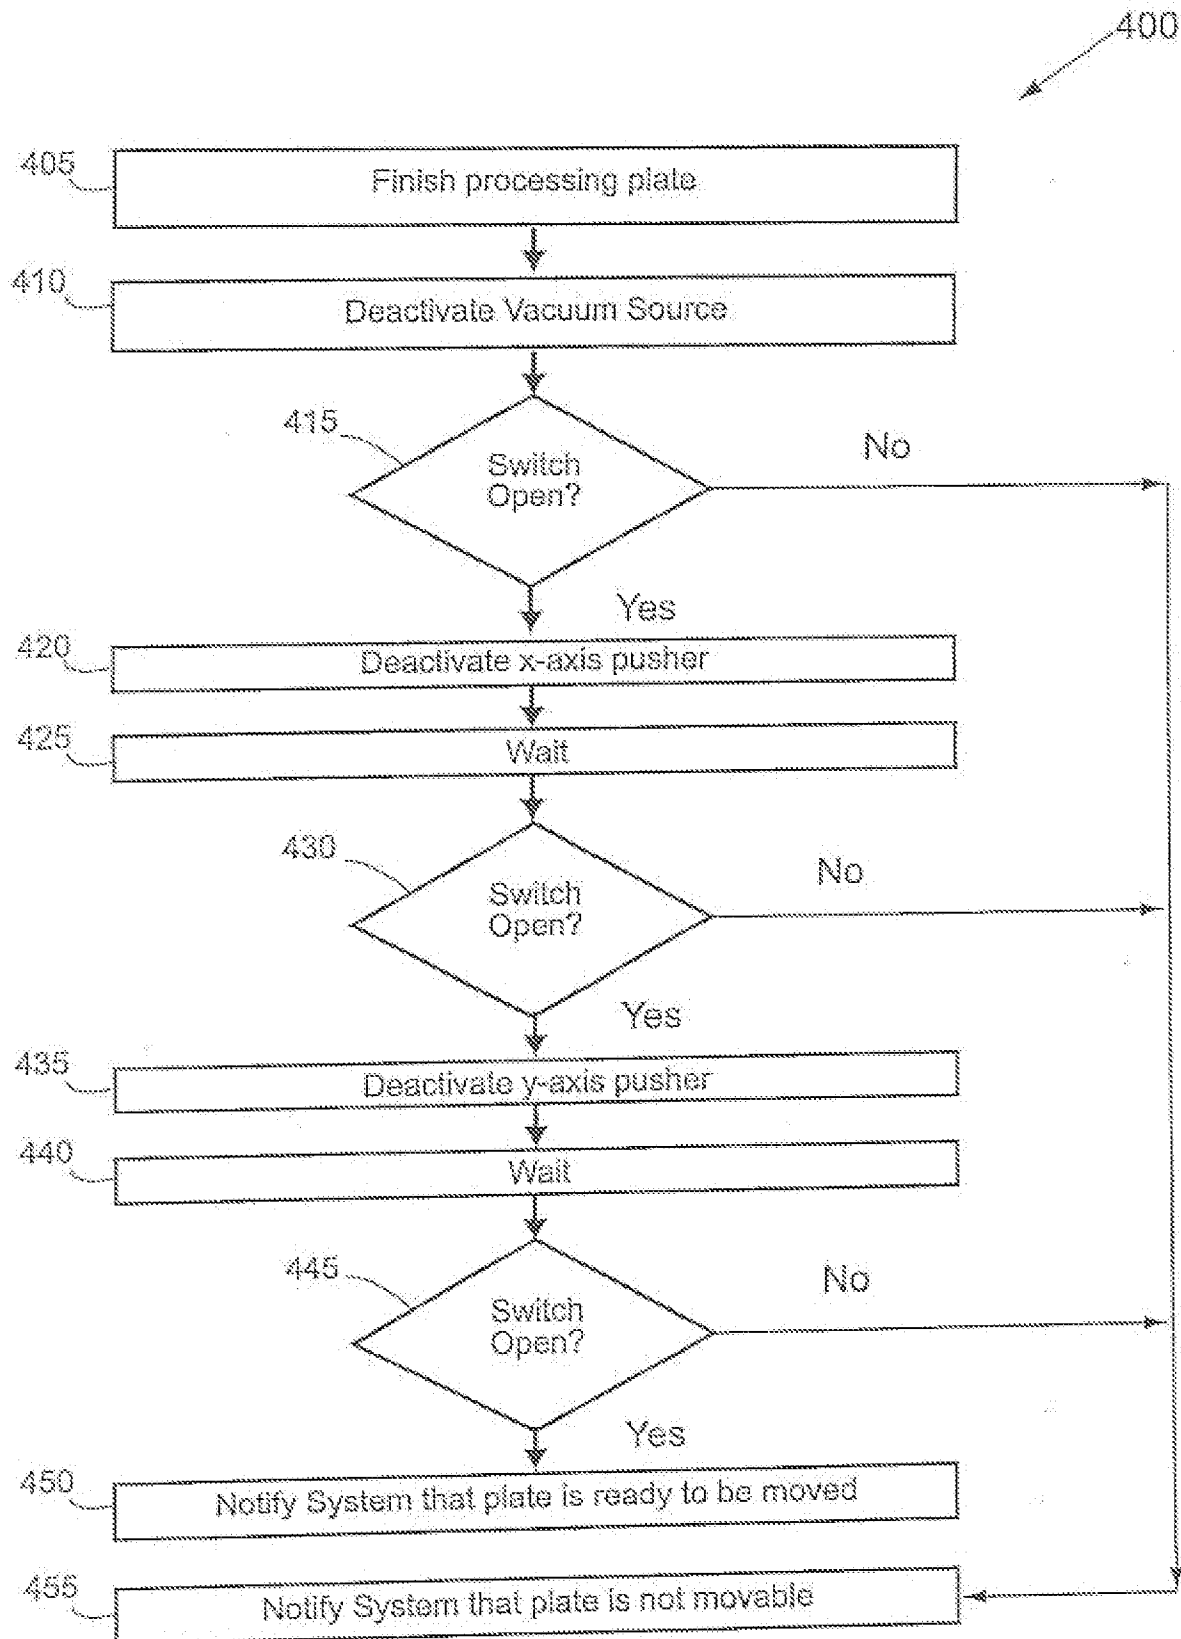 400
405
Finish processing plate
410
Deactivate Vacuum Source
415
Switch
Open?
No
Yes
420
Deactivate x-axis pusher
425
Wait
430
Switch
Open?
No
Yes
435
Deactivate y-axis pusher
440
Wait
445
Switch
Open?
No
Yes
450
Notify System that plate is ready to be moved
455
Notify System that plate is not movable